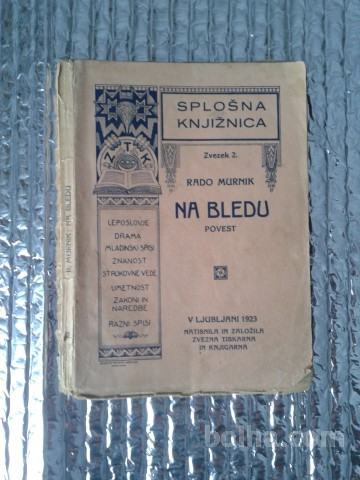 R. MURNIK: NA BLEDU
ZTK
LEPOSLOVJE
DRAMA
MLADINSKI SPISI
ZNANOST
STROKOVNE VEDE
UMETNOST
ZAKONI IN
NAREDBE
RAZNI SPISI
SPLOŠNA
KNJIŽNICA
Zvezek 2.
RADO MURNIK
NA BLEDU
POVEST
V LJUBLJANI 1923
NATISNILA IN ZALOŽILA
ZVEZNA TISKARNA
IN KNJIGARNA
bolha.com